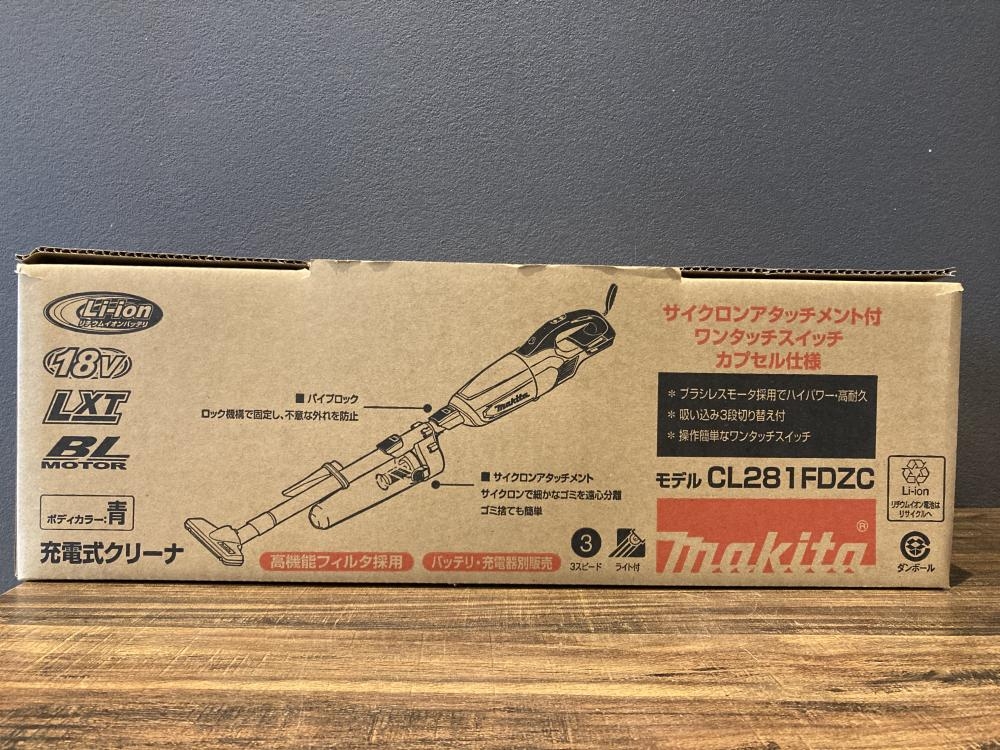 Li-ion
リチウムイオンバッテリ
18V
LXT
BL
MOTOR
ボディカラー:青
充電式クリーナ
■ パイプロック
ロック機構で固定し、不意な外れを防止
makita
■ サイクロンアタッチメント
サイクロンで細かなゴミを遠心分離
ゴミ捨ても簡単
高機能フィルタ採用
バッテリ・充電器別販売
3
3スピード
ライト付
サイクロンアタッチメント付
ワンタッチスイッチ
カプセル仕様
* ブラシレスモータ採用でハイパワー・高耐久
* 吸い込み3段切り替え付
* 操作簡単なワンタッチスイッチ
モデル CL281FDZC
makita®
Li-ion
リチウムイオン電池は
リサイクルへ
ダンボール